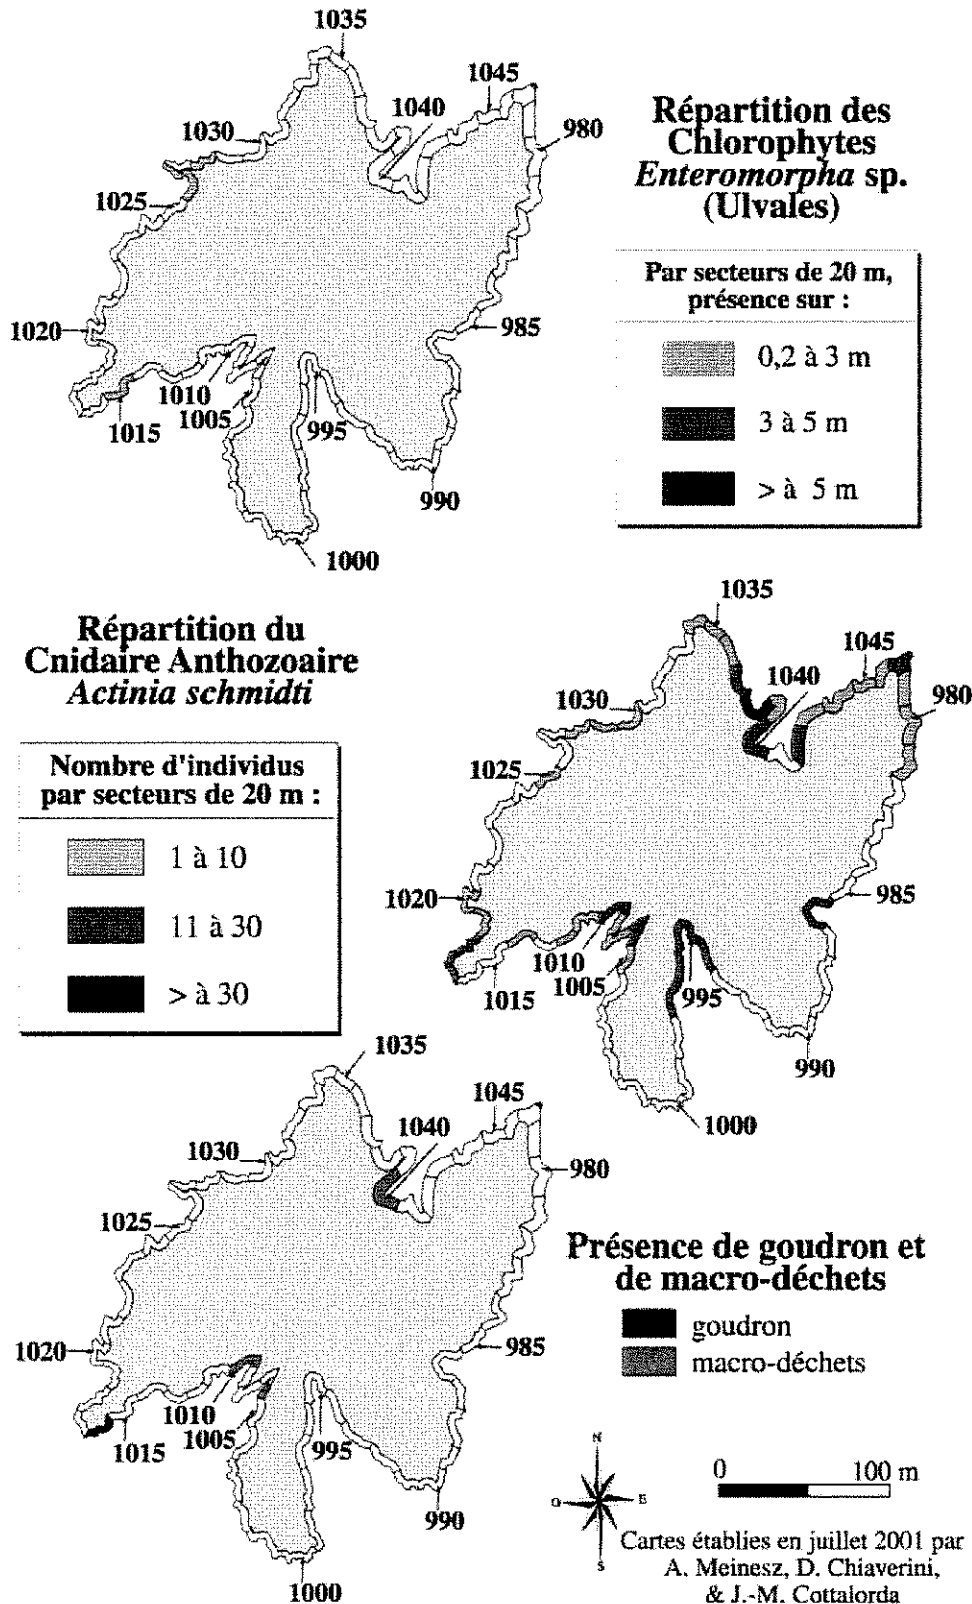 1035
1045
1040
1030
980
1025
1020
985
1010
1005
1015
995
990
1000
Répartition des
Chlorophytes
Enteromorpha sp.
(Ulvales)
Par secteurs de 20 m,
présence sur :
0,2 à 3 m
3 à 5 m
> à 5 m
Répartition du
Cnidaire Anthozoaire
Actinia schmidti
Nombre d'individus
par secteurs de 20 m :
1 à 10
11 à 30
> à 30
1035
1045
1040
1030
980
1025
1020
985
1010
1005
1015
995
990
1000
1035
1045
1040
1030
980
1025
1020
985
1010
1005
1015
995
990
1000
Présence de goudron et
de macro-déchets
goudron
macro-déchets
N
O
E
S
0 100 m
Cartes établies en juillet 2001 par
A. Meinesz, D. Chiaverini,
& J.-M. Cottalorda